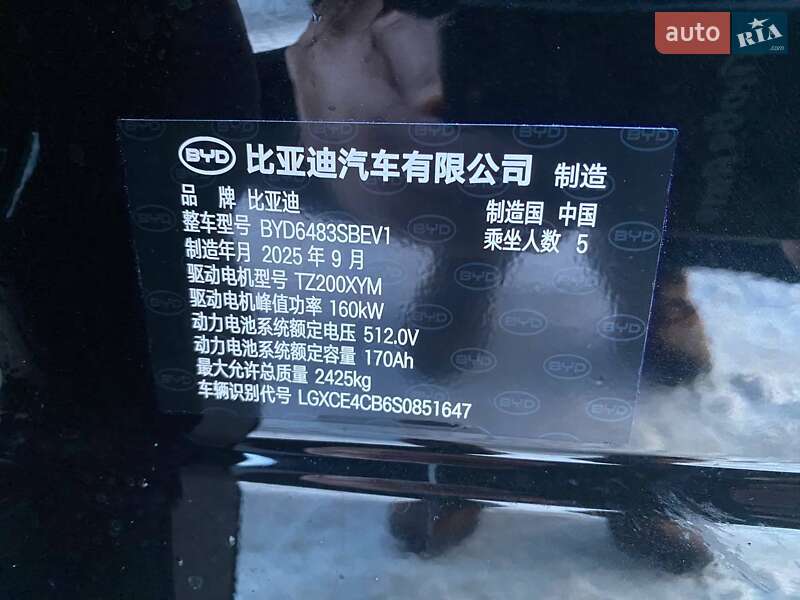 auto RIA .com
BYD 比亚迪汽车有限公司 制造
品 牌 比亚迪
制造国 中国
整车型号 BYD6483SBEV1
乘坐人数 5
制造年月 2025 年 9 月
驱动电机型号 TZ200XYM
驱动电机峰值功率 160kW
动力电池系统额定电压 512.0V
动力电池系统额定容量 170Ah
最大允许总质量 2425kg
车辆识别代号 LGXCE4CB6S0851647